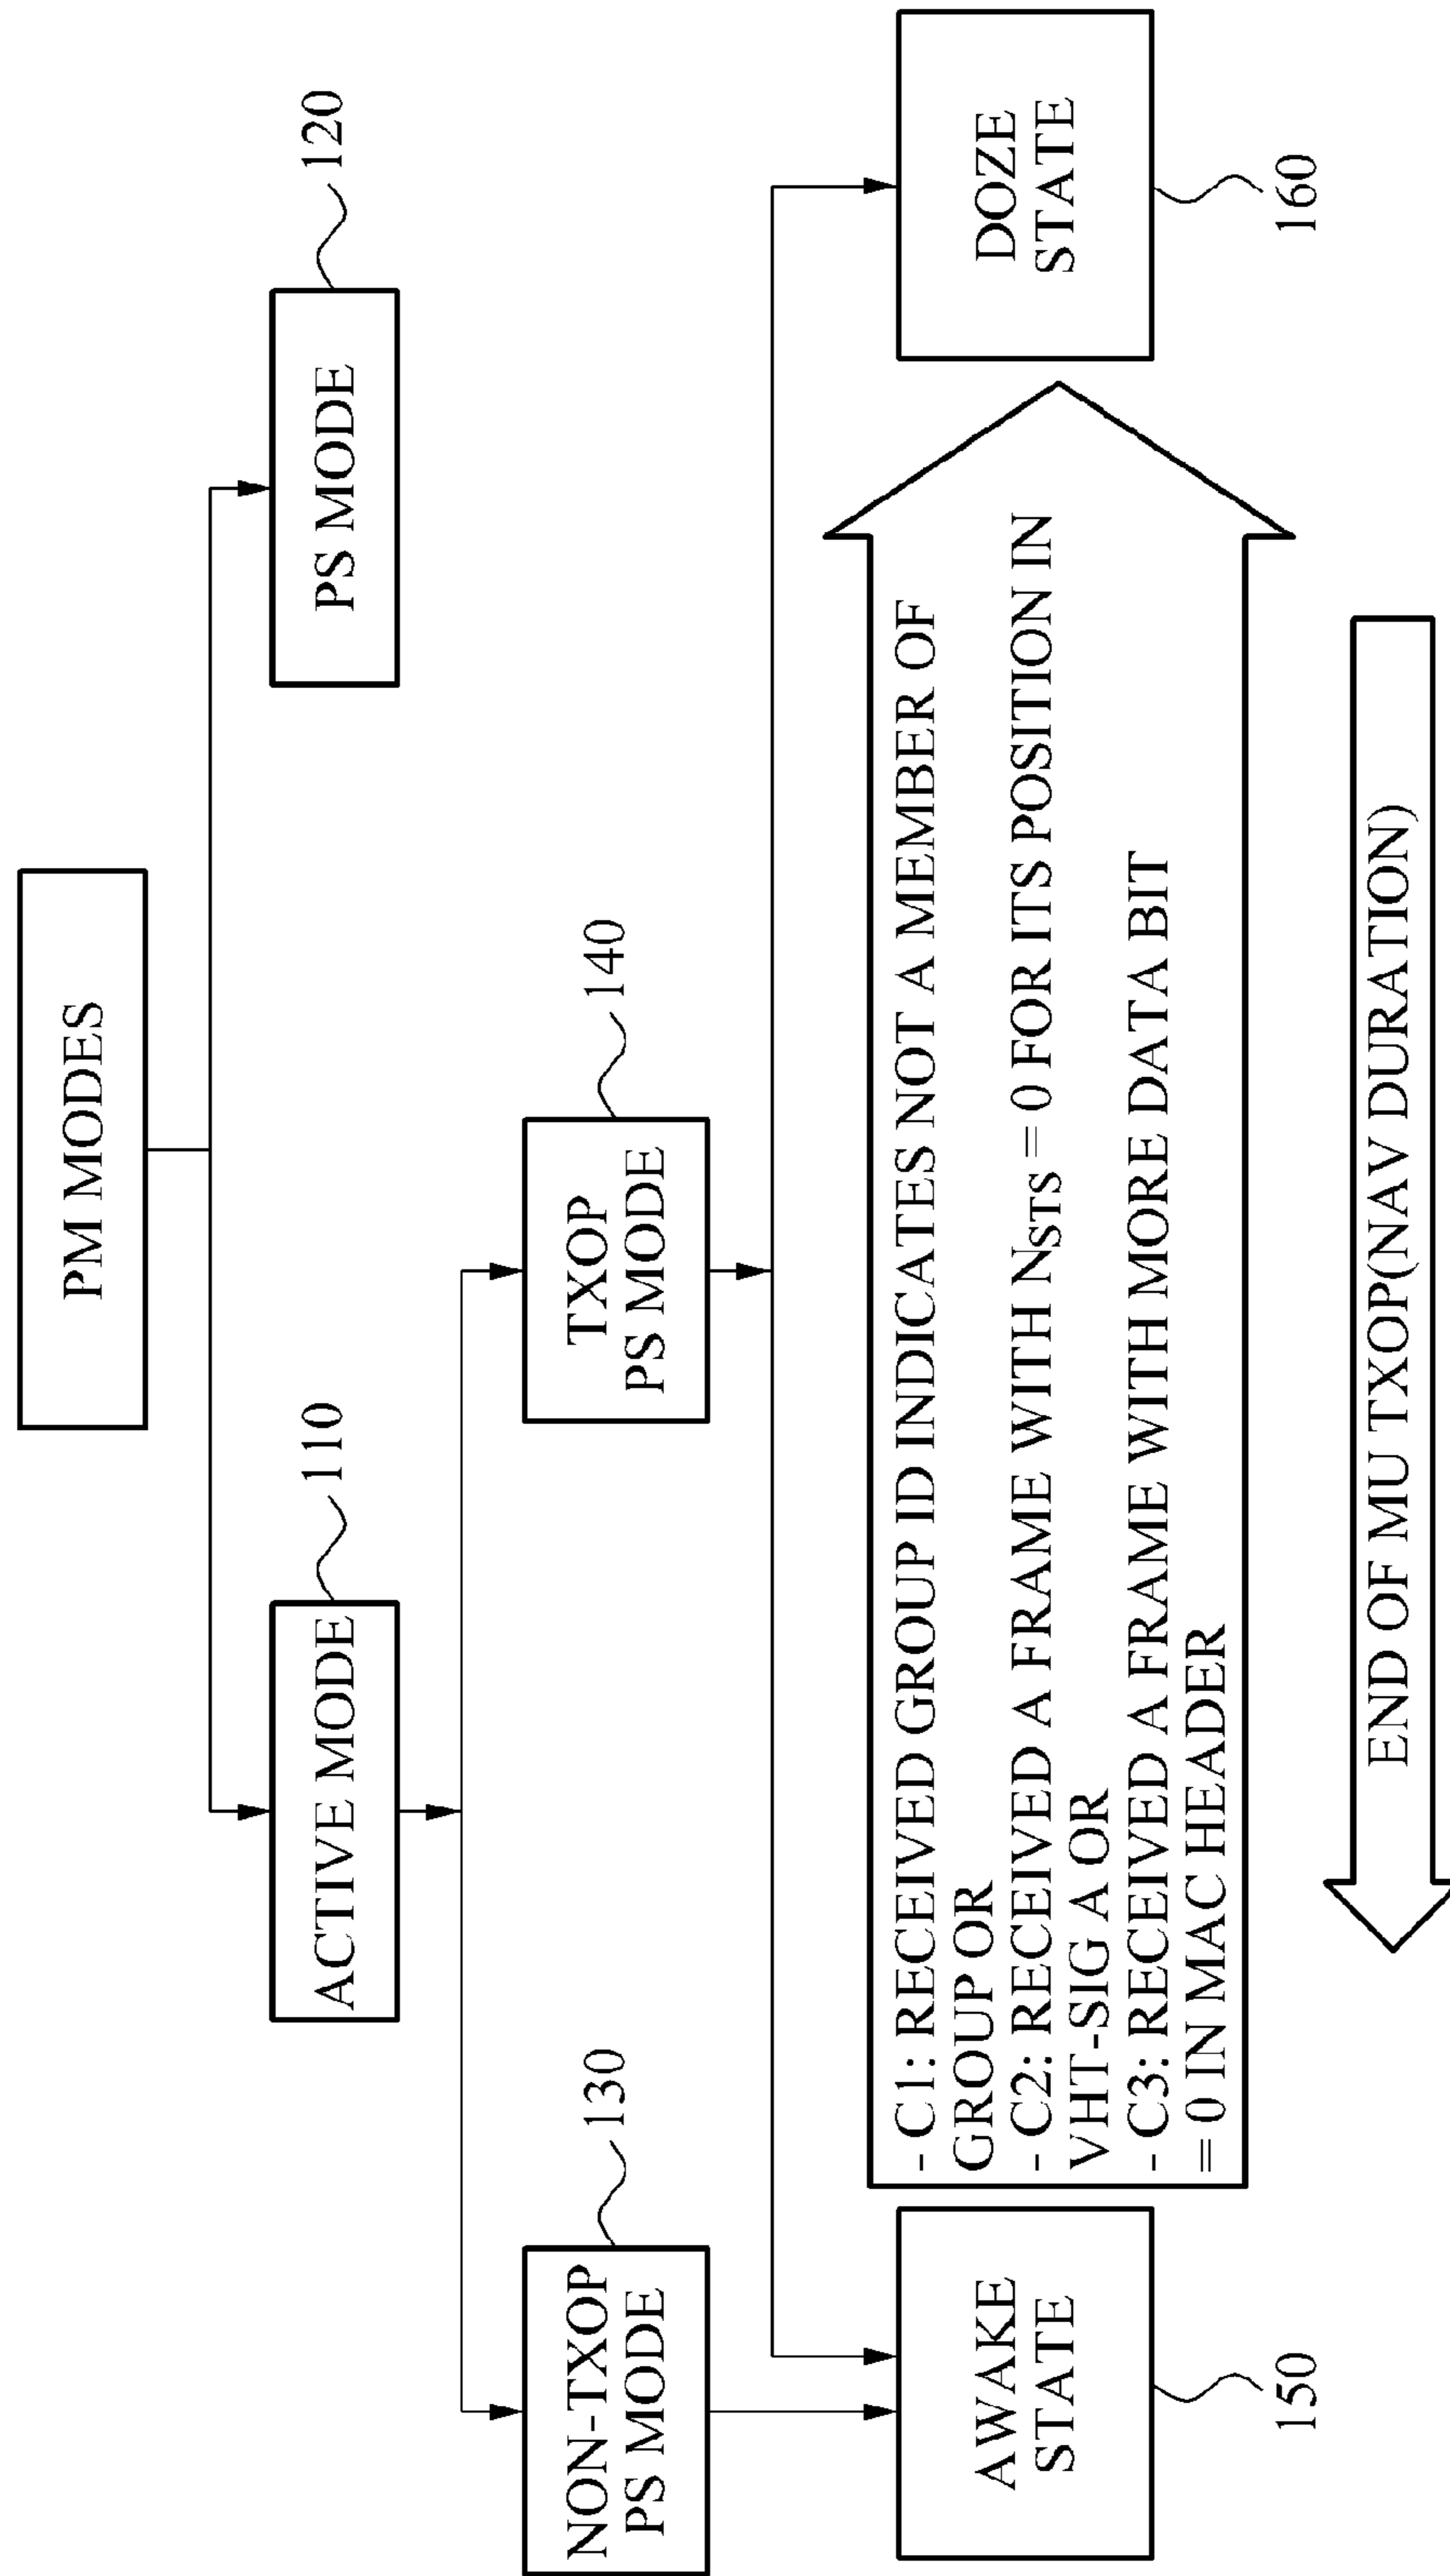 PM MODES
ACTIVE MODE
110
PS MODE
120
NON-TXOP
PS MODE
130
TXOP
PS MODE
140
AWAKE
STATE
150
- C1: RECEIVED GROUP ID INDICATES NOT A MEMBER OF
GROUP OR
- C2: RECEIVED A FRAME WITH NSTS = 0 FOR ITS POSITION IN
VHT-SIG A OR
- C3: RECEIVED A FRAME WITH MORE DATA BIT
= 0 IN MAC HEADER
DOZE
STATE
160
END OF MU TXOP(NAV DURATION)